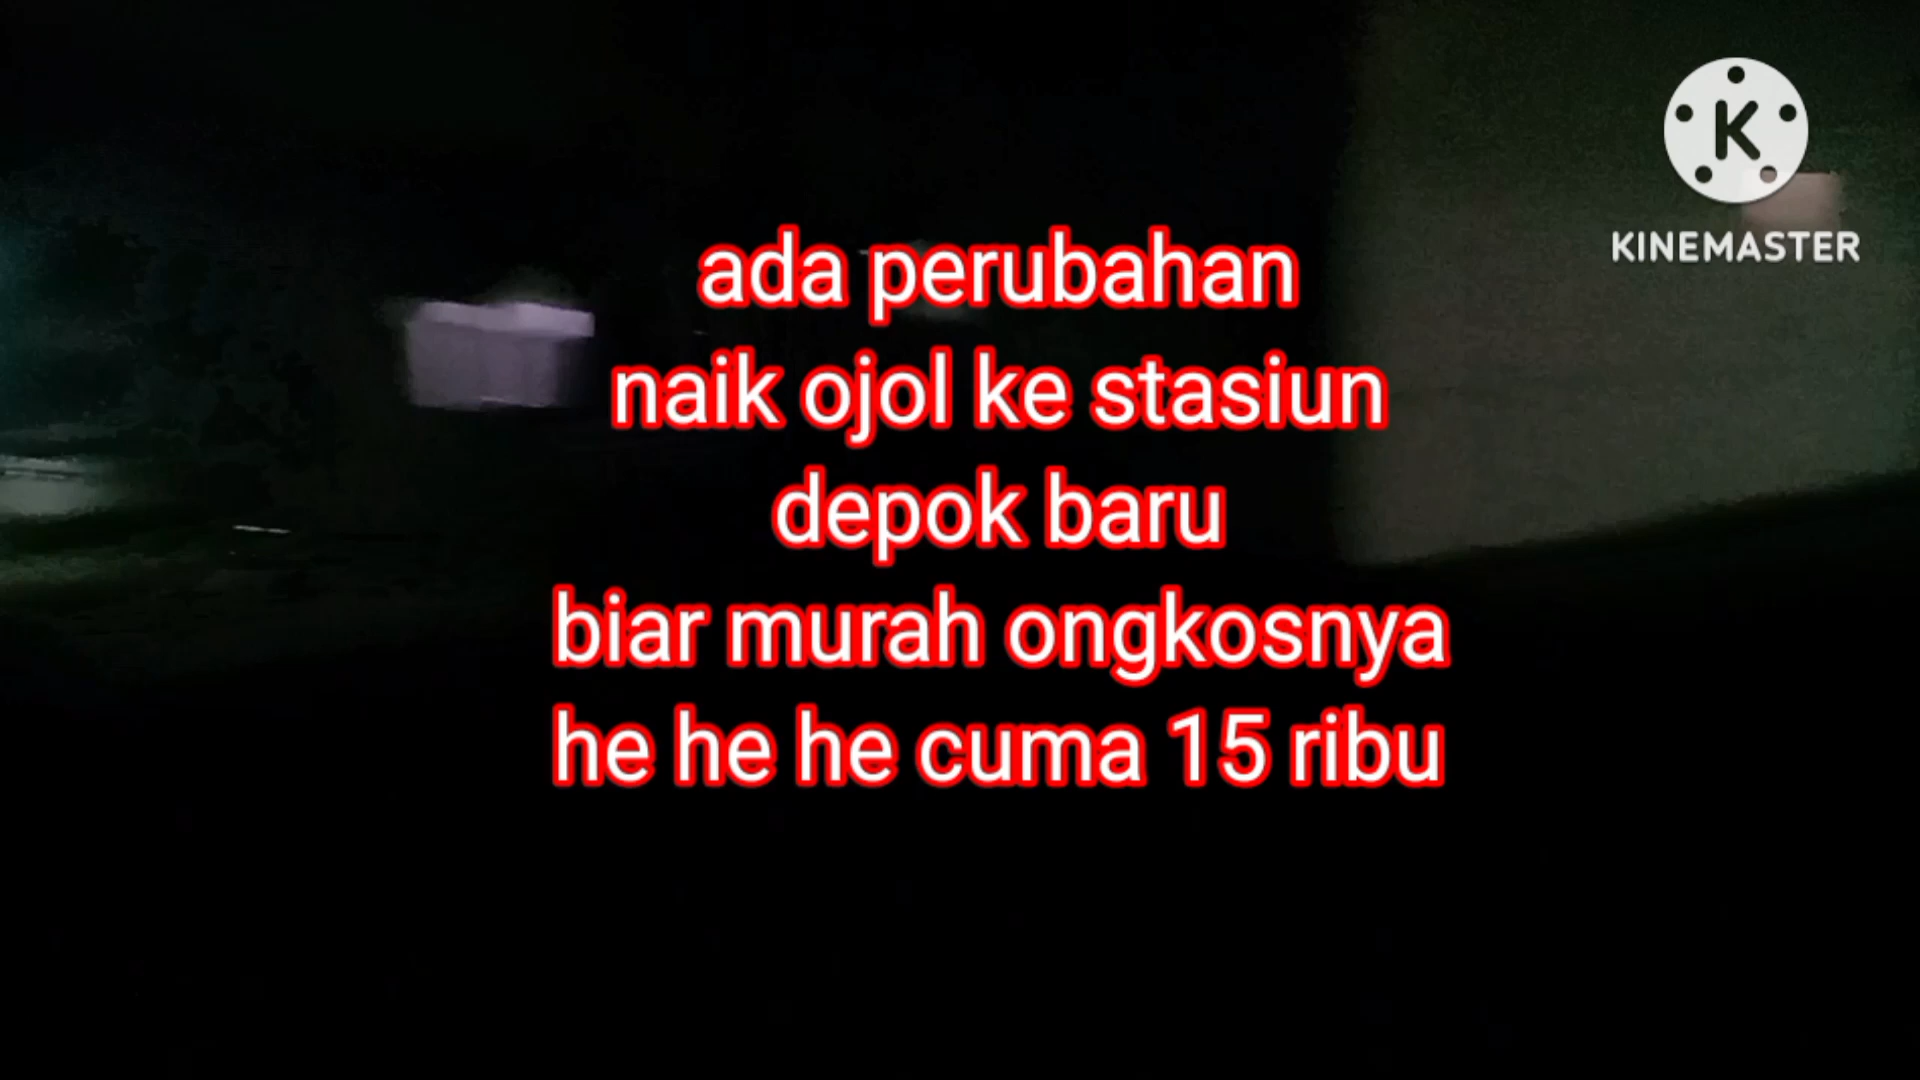 K
KINEMASTER
ada perubahan
naik ojol ke stasiun
depok baru
biar murah ongkosnya
he he he cuma 15 ribu